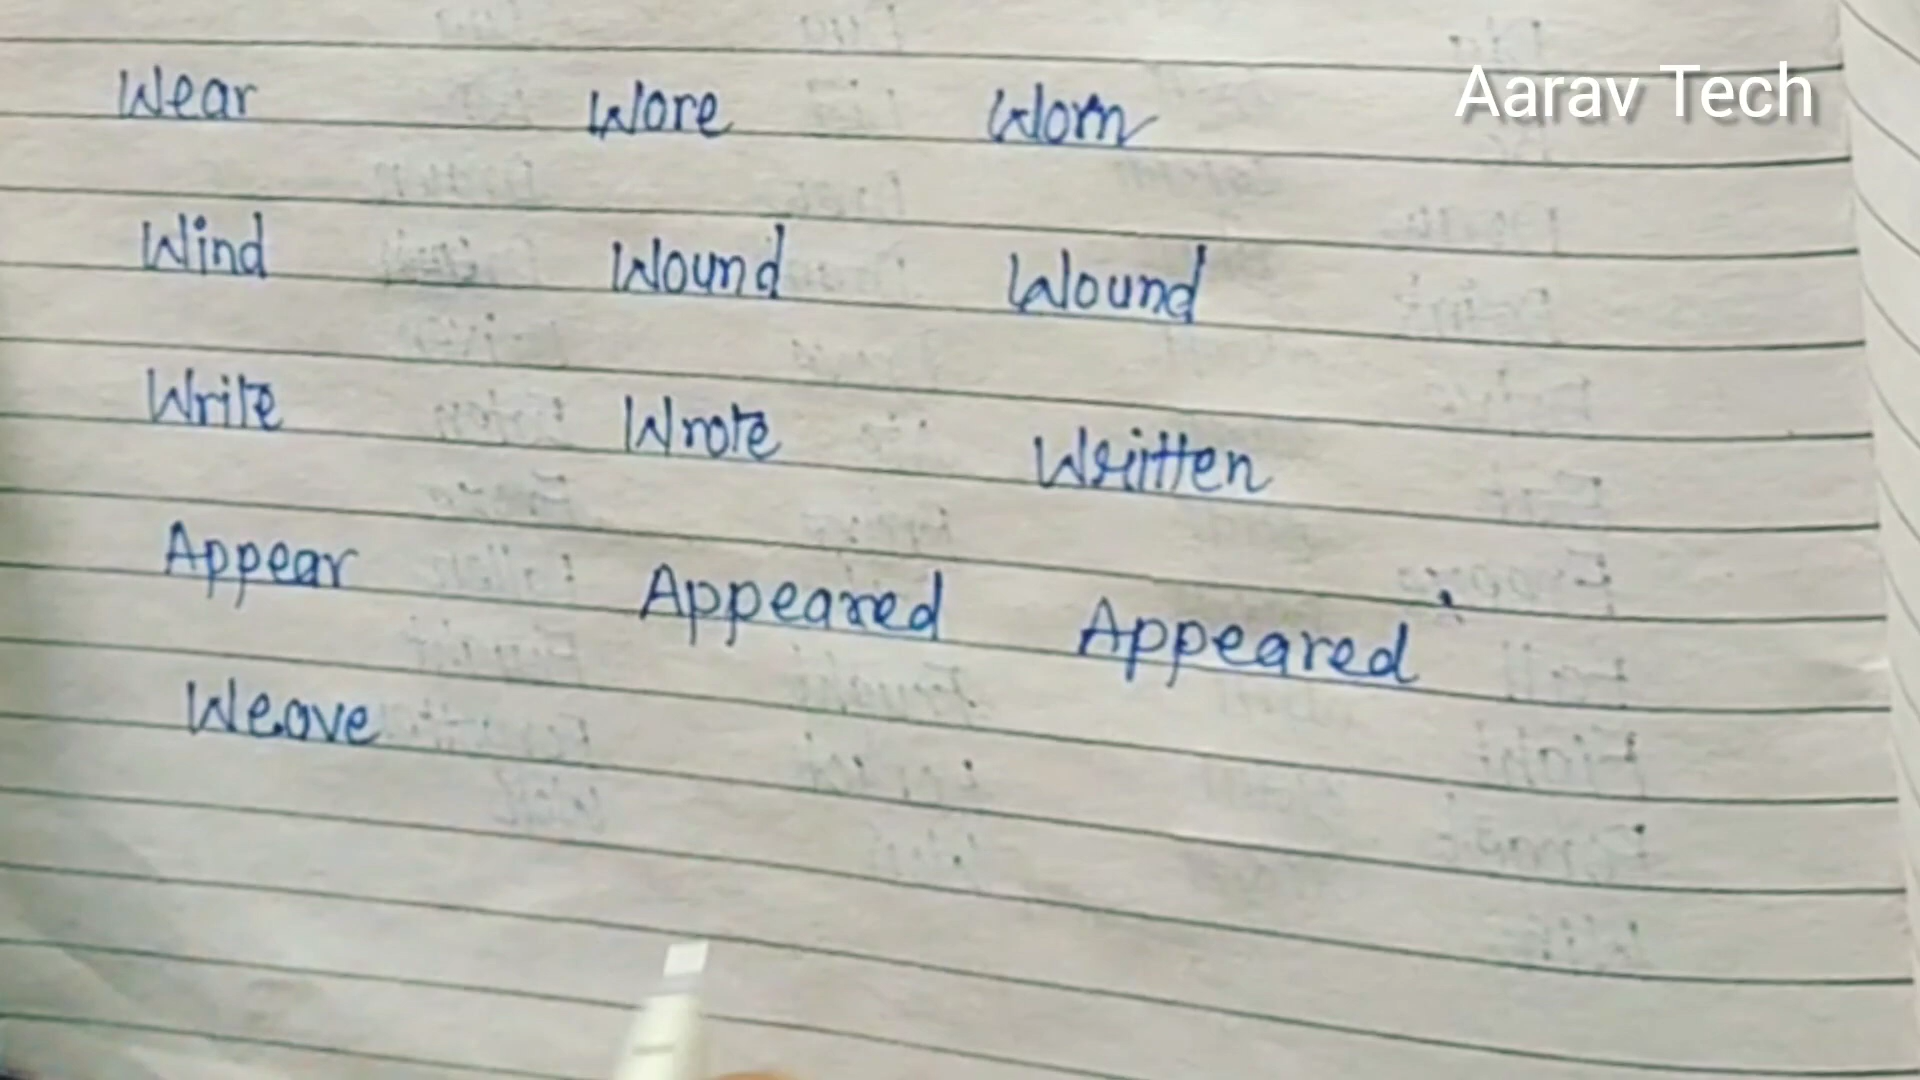 Aarav Tech
Wear Wore Worn
Wind Wound Wound
Write Wrote Written
Appear Appeared Appeared
Weave